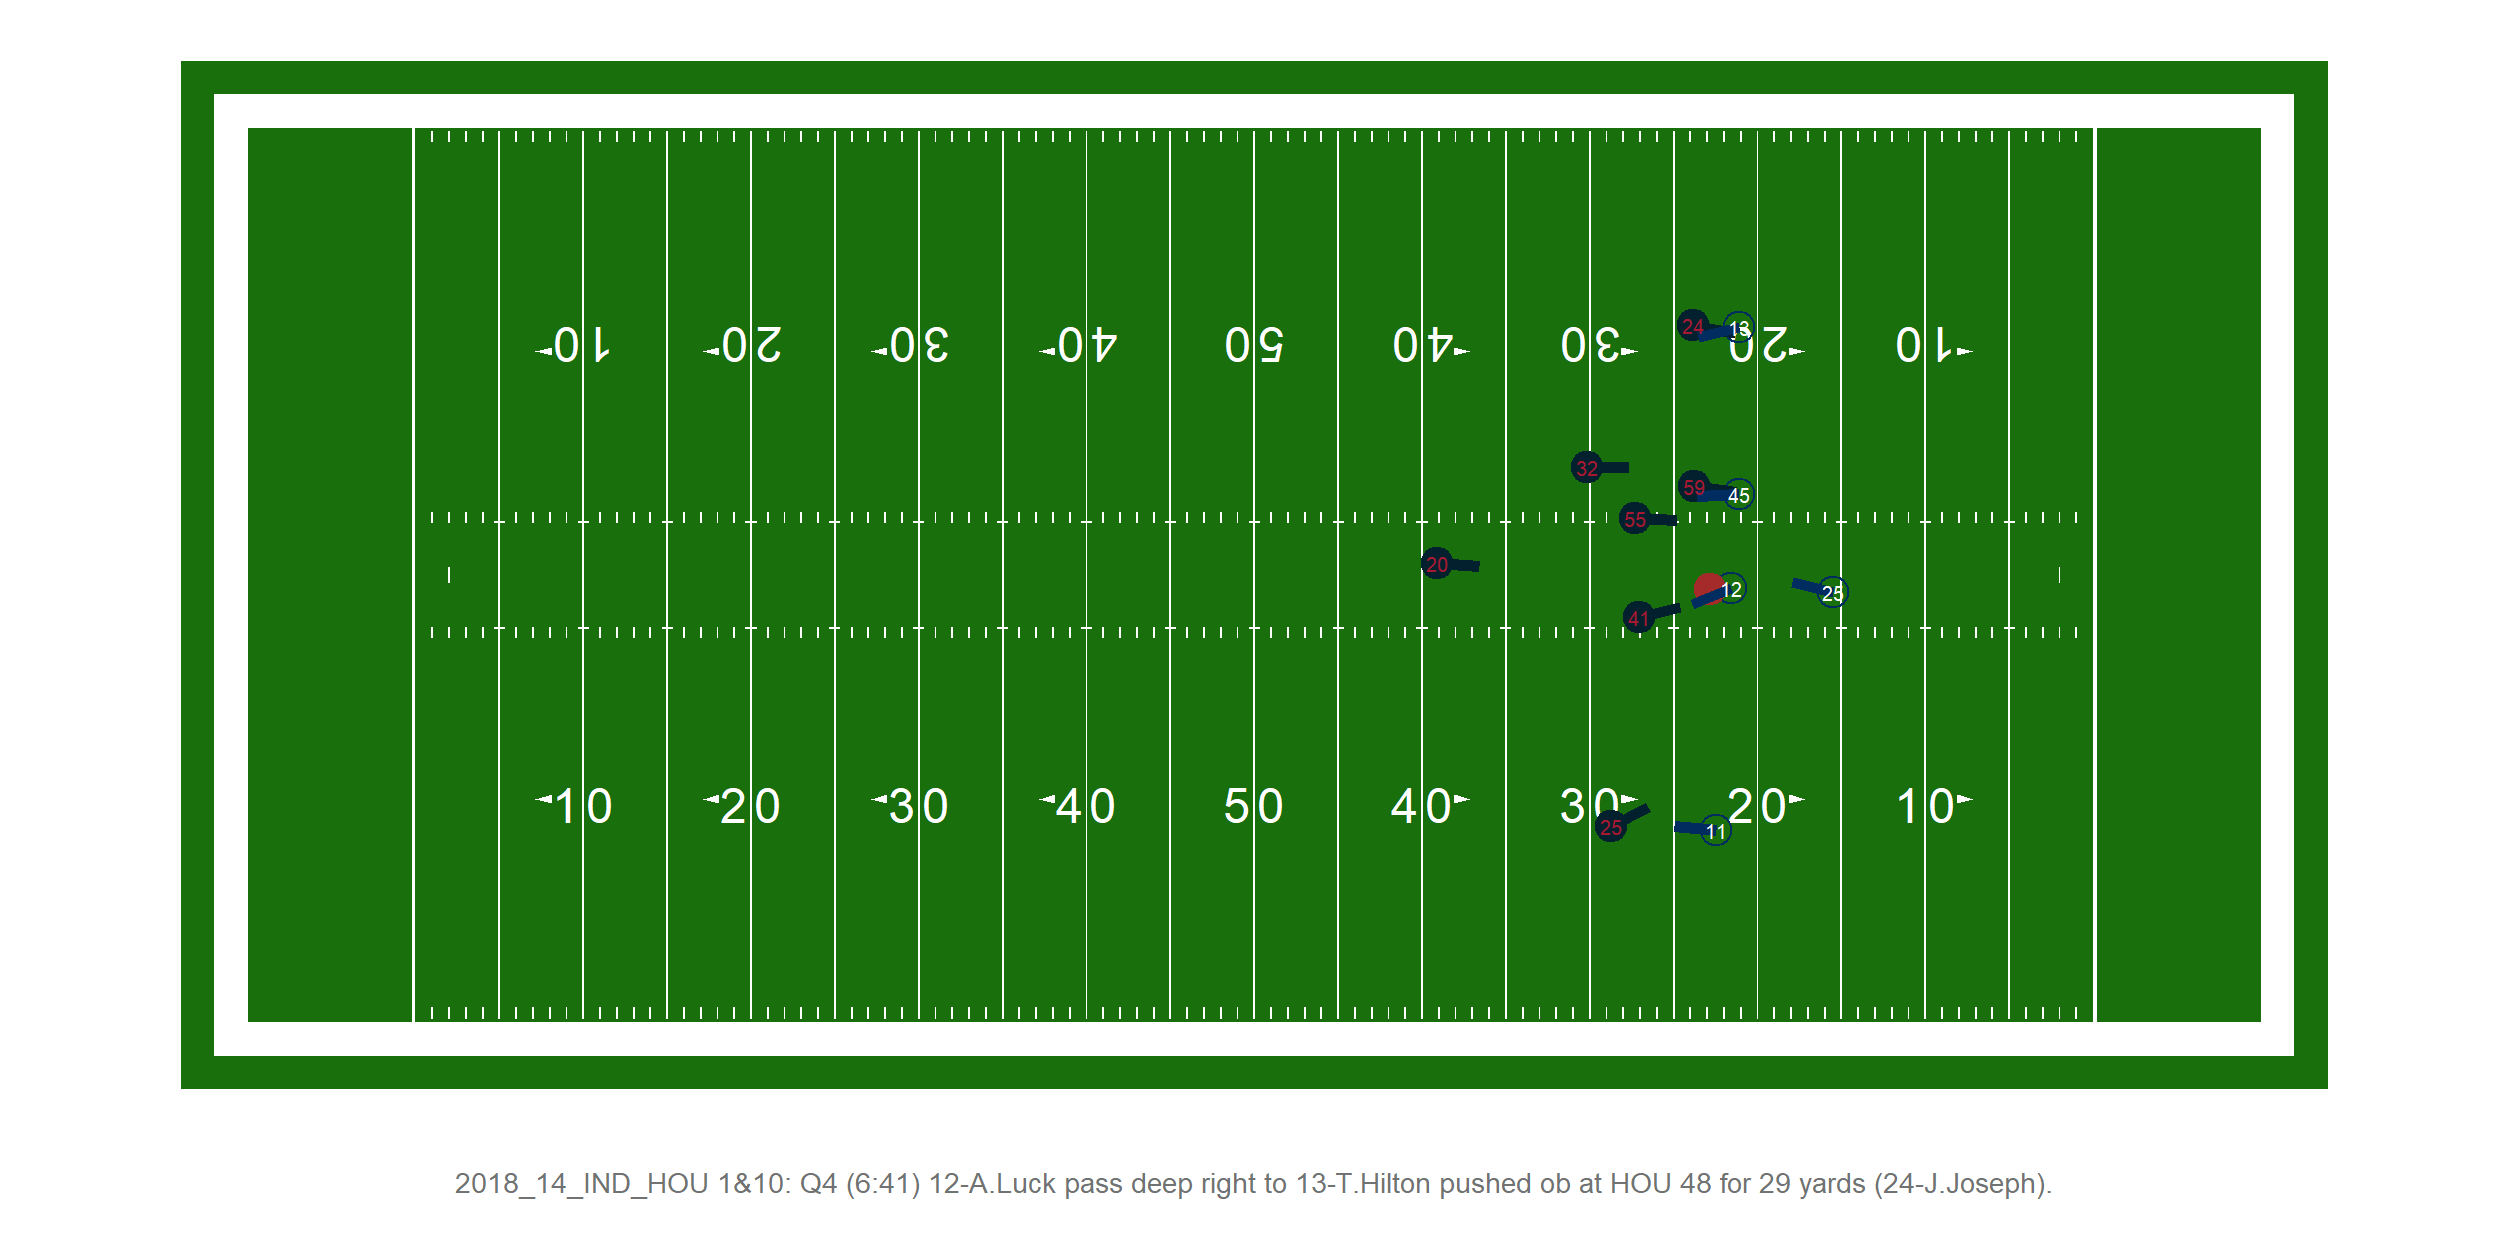 10 20 30 40 50 40 30 20 10
24 13
32 59 45
55
20 12 25
41
10 20 30 40 50 40 30 20 10
25 11
2018_14_IND_HOU 1&10: Q4 (6:41) 12-A.Luck pass deep right to 13-T.Hilton pushed ob at HOU 48 for 29 yards (24-J.Joseph).